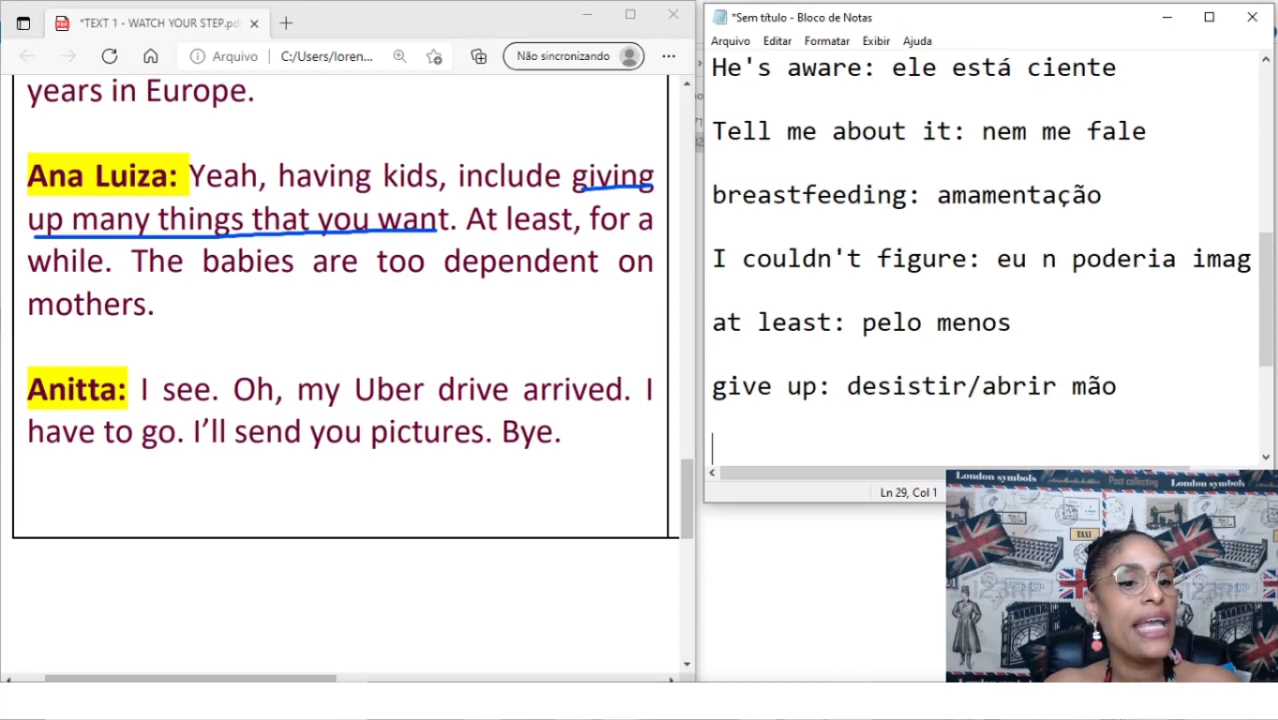 *TEXT 1 - WATCH YOUR STEP.pd
Arquivo
C:/Users/loren...
Não sincronizando
years in Europe.
Ana Luiza: Yeah, having kids, include giving
up many things that you want. At least, for a
while. The babies are too dependent on
mothers.
Anitta: I see. Oh, my Uber drive arrived. I
have to go. I’ll send you pictures. Bye.
*Sem título - Bloco de Notas
Arquivo Editar Formatar Exibir Ajuda
He's aware: ele está ciente
Tell me about it: nem me fale
breastfeeding: amamentação
I couldn't figure: eu n poderia imag
at least: pelo menos
give up: desistir/abrir mão
Ln 29, Col 1
London symbols
Post collecting
London symbols
TAXI